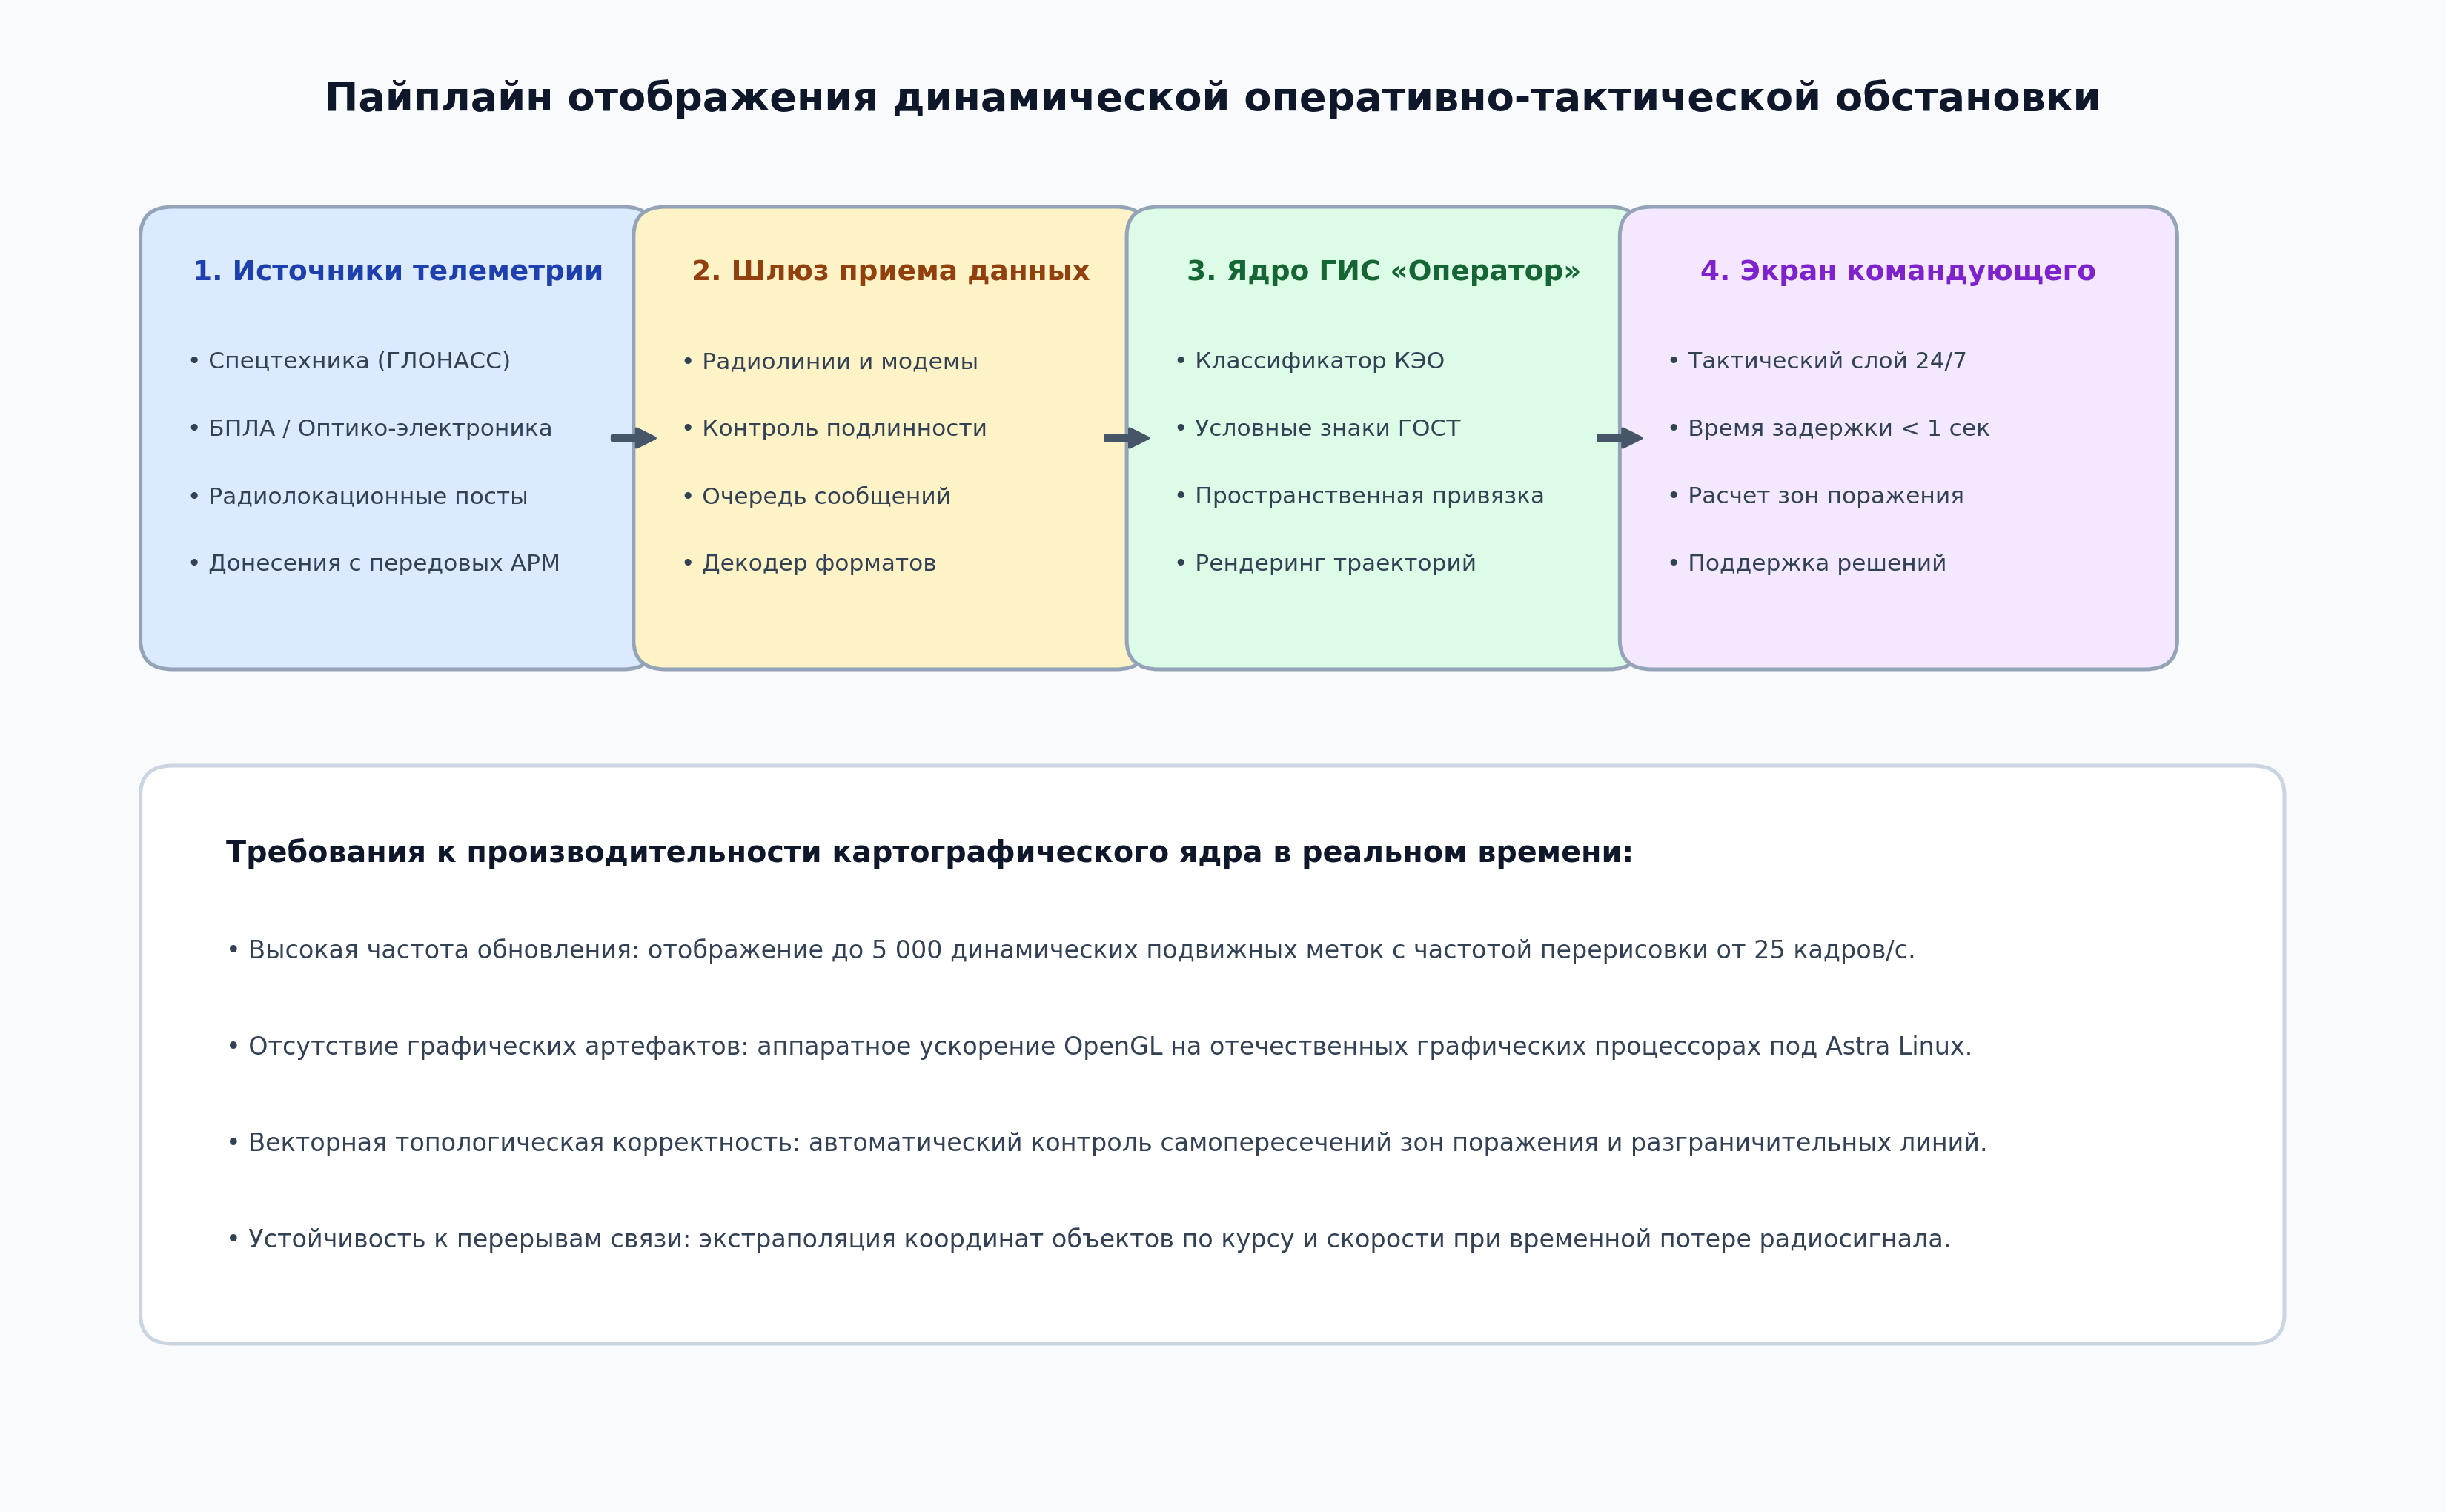 Пайплайн отображения динамической оперативно-тактической обстановки
1. Источники телеметрии
• Спецтехника (ГЛОНАСС)
• БПЛА / Оптико-электроника
• Радиолокационные посты
• Донесения с передовых АРМ
2. Шлюз приема данных
• Радиолинии и модемы
• Контроль подлинности
• Очередь сообщений
• Декодер форматов
3. Ядро ГИС «Оператор»
• Классификатор КЭО
• Условные знаки ГОСТ
• Пространственная привязка
• Рендеринг траекторий
4. Экран командующего
• Тактический слой 24/7
• Время задержки < 1 сек
• Расчет зон поражения
• Поддержка решений
Требования к производительности картографического ядра в реальном времени:
• Высокая частота обновления: отображение до 5 000 динамических подвижных меток с частотой перерисовки от 25 кадров/с.
• Отсутствие графических артефактов: аппаратное ускорение OpenGL на отечественных графических процессорах под Astra Linux.
• Векторная топологическая корректность: автоматический контроль самопересечений зон поражения и разграничительных линий.
• Устойчивость к перерывам связи: экстраполяция координат объектов по курсу и скорости при временной потере радиосигнала.